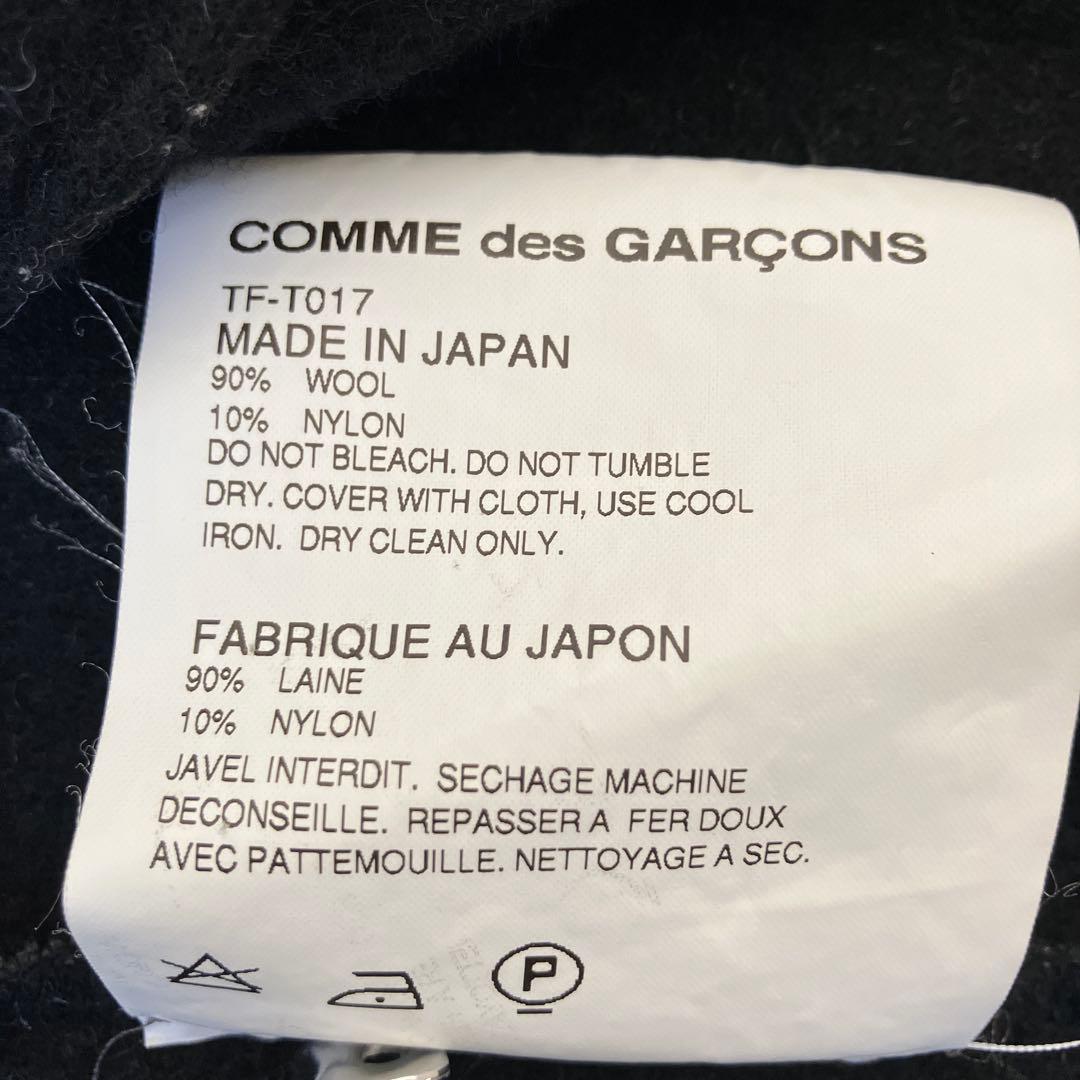 COMME des GARÇONS
TF-T017
MADE IN JAPAN
90% WOOL
10% NYLON
DO NOT BLEACH. DO NOT TUMBLE
DRY. COVER WITH CLOTH, USE COOL
IRON. DRY CLEAN ONLY.
FABRIQUE AU JAPON
90% LAINE
10% NYLON
JAVEL INTERDIT. SECHAGE MACHINE
DECONSEILLE. REPASSER A FER DOUX
AVEC PATTEMOUILLE. NETTOYAGE A SEC.
P